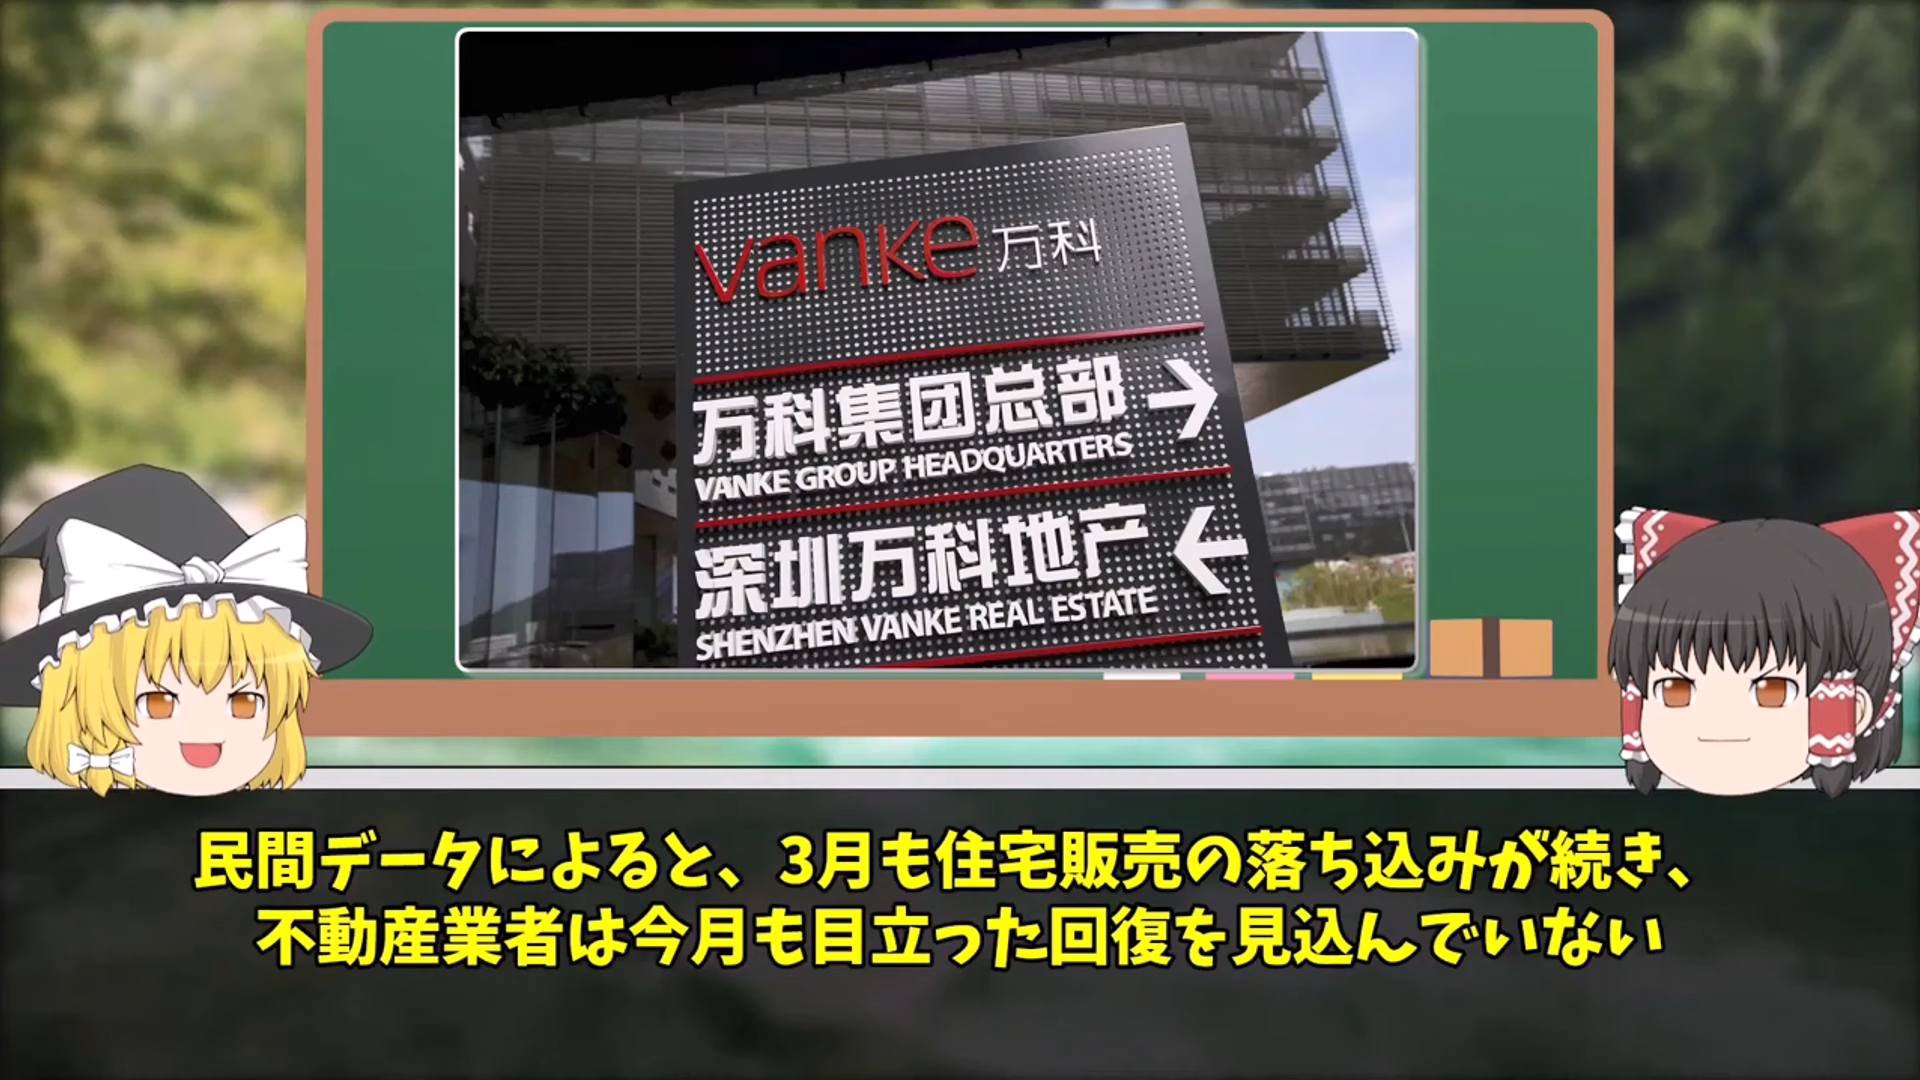 vanke 万科
万科集团总部
VANKE GROUP HEADQUARTERS
深圳万科地产
SHENZHEN VANKE REAL ESTATE
民間データによると、3月も住宅販売の落ち込みが続き、
不動産業者は今月も目立った回復を見込んでいない